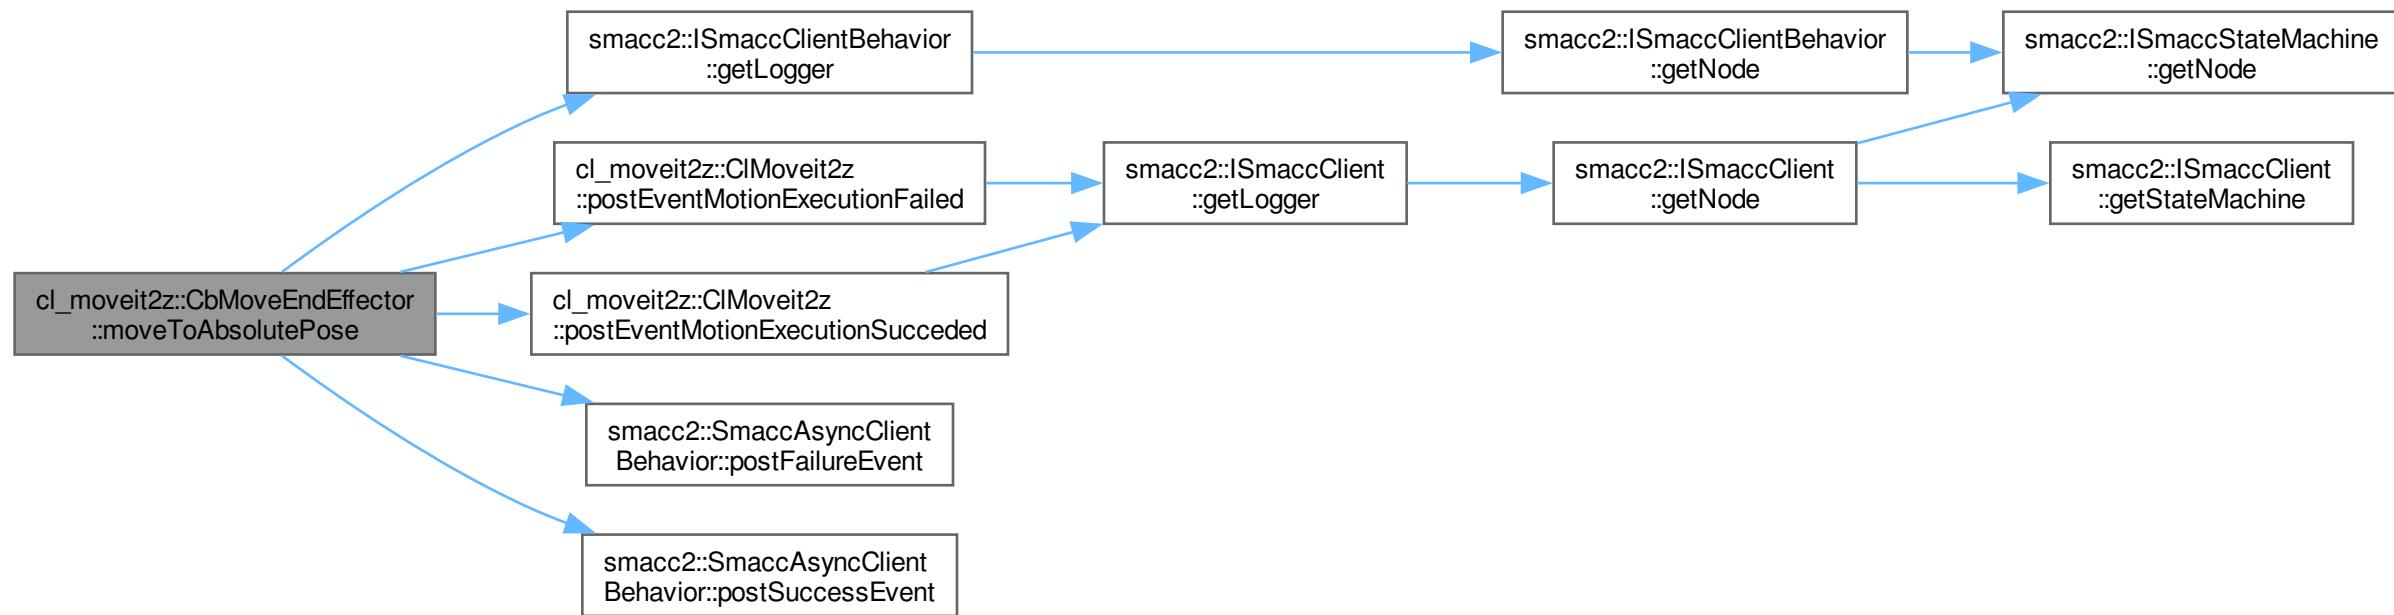 smacc2::ISmaccClientBehavior
::getLogger
smacc2::ISmaccClientBehavior
::getNode
smacc2::ISmaccStateMachine
::getNode
cl_moveit2z::ClMoveit2z
::postEventMotionExecutionFailed
smacc2::ISmaccClient
::getLogger
smacc2::ISmaccClient
::getNode
smacc2::ISmaccClient
::getStateMachine
cl_moveit2z::CbMoveEndEffector
::moveToAbsolutePose
cl_moveit2z::ClMoveit2z
::postEventMotionExecutionSucceded
smacc2::SmaccAsyncClient
Behavior::postFailureEvent
smacc2::SmaccAsyncClient
Behavior::postSuccessEvent